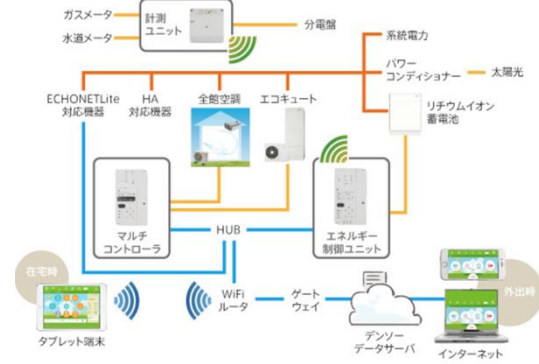 ガスメータ
水道メータ
計測
ユニット
分電盤
系統電力
パワー
コンディショナー
太陽光
ECHONETLite
対応機器
HA
対応機器
全館空調
エコキュート
リチウムイオン
蓄電池
マルチ
コントローラ
HUB
エネルギー
制御ユニット
在宅時
タブレット端末
WiFi
ルータ
ゲート
ウェイ
デンソー
データサーバ
外出時
インターネット